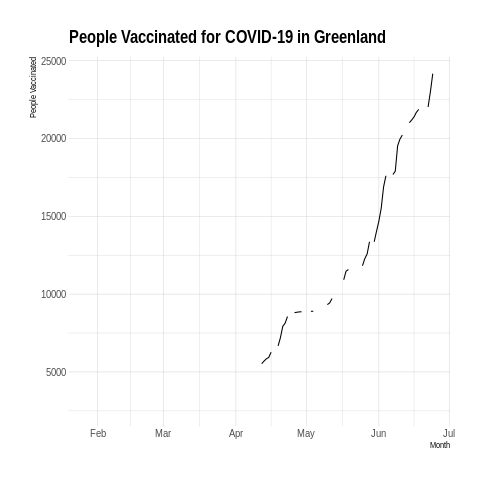 People Vaccinated for COVID-19 in Greenland
People Vaccinated
25000
20000
15000
10000
5000
Feb Mar Apr May Jun Jul
Month